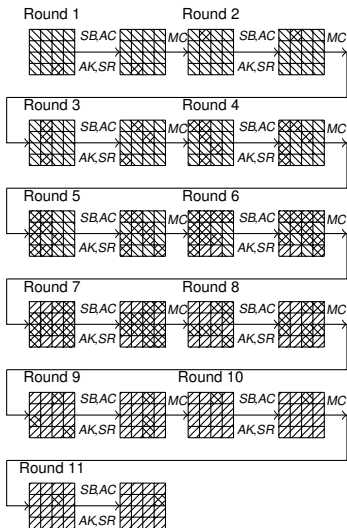 Round 1 Round 2
SB,AC MC SB,AC MC
AK,SR AK,SR
Round 3 Round 4
SB,AC MC SB,AC MC
AK,SR AK,SR
Round 5 Round 6
SB,AC MC SB,AC MC
AK,SR AK,SR
Round 7 Round 8
SB,AC MC SB,AC MC
AK,SR AK,SR
Round 9 Round 10
SB,AC MC SB,AC MC
AK,SR AK,SR
Round 11
SB,AC
AK,SR